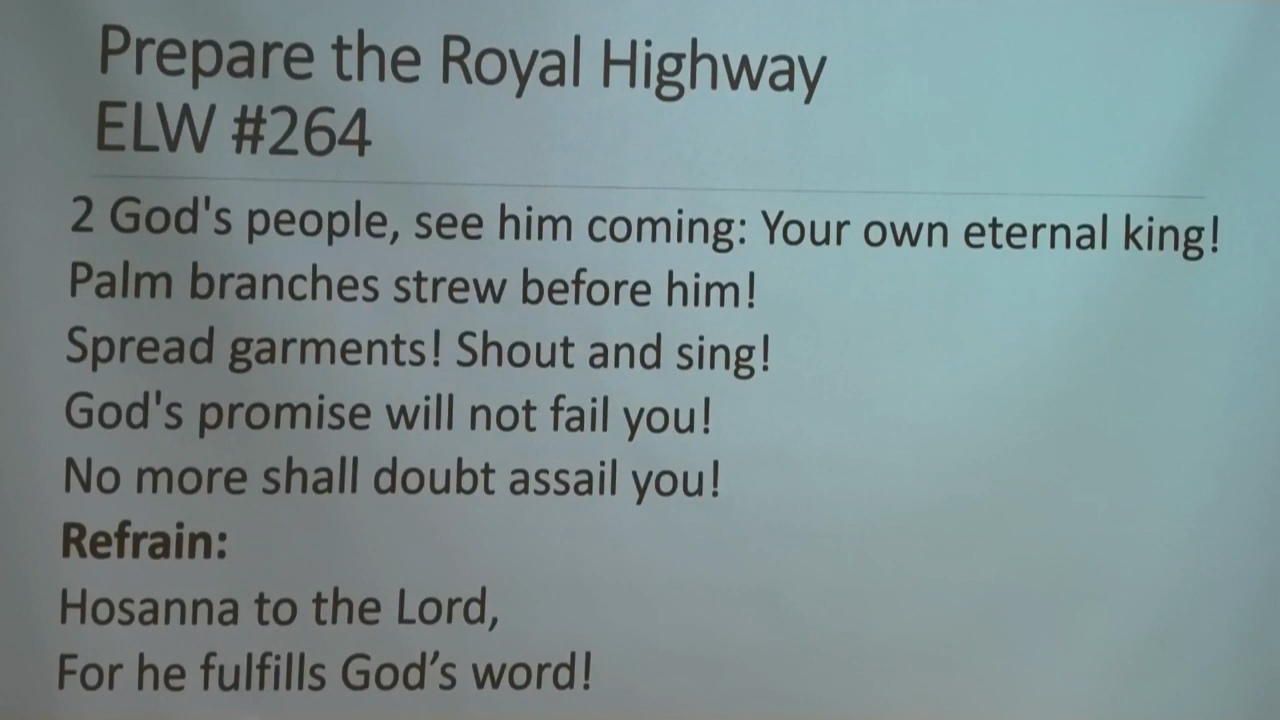 Prepare the Royal Highway
ELW #264
2 God's people, see him coming: Your own eternal king!
Palm branches strew before him!
Spread garments! Shout and sing!
God's promise will not fail you!
No more shall doubt assail you!
Refrain:
Hosanna to the Lord,
For he fulfills God’s word!